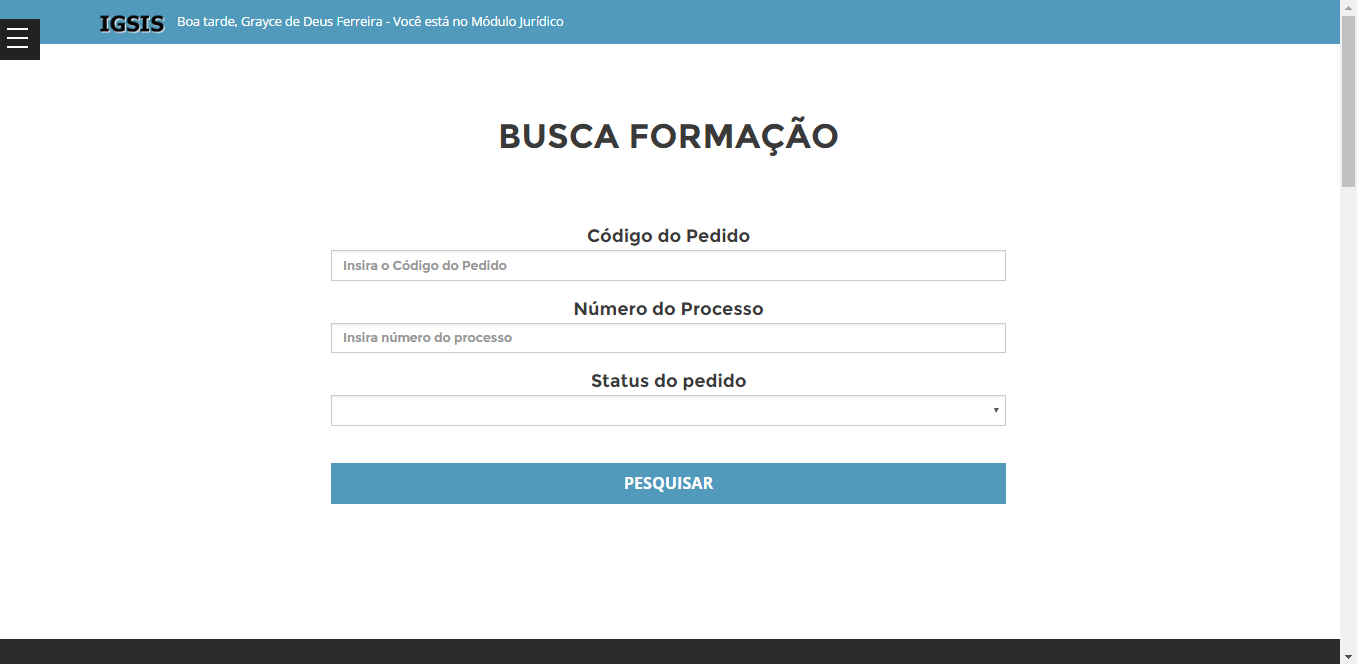 IGSIS Boa tarde, Grayce de Deus Ferreira - Você está no Módulo Jurídico
BUSCA FORMAÇÃO
Código do Pedido
Insira o Código do Pedido
Número do Processo
Insira número do processo
Status do pedido
PESQUISAR